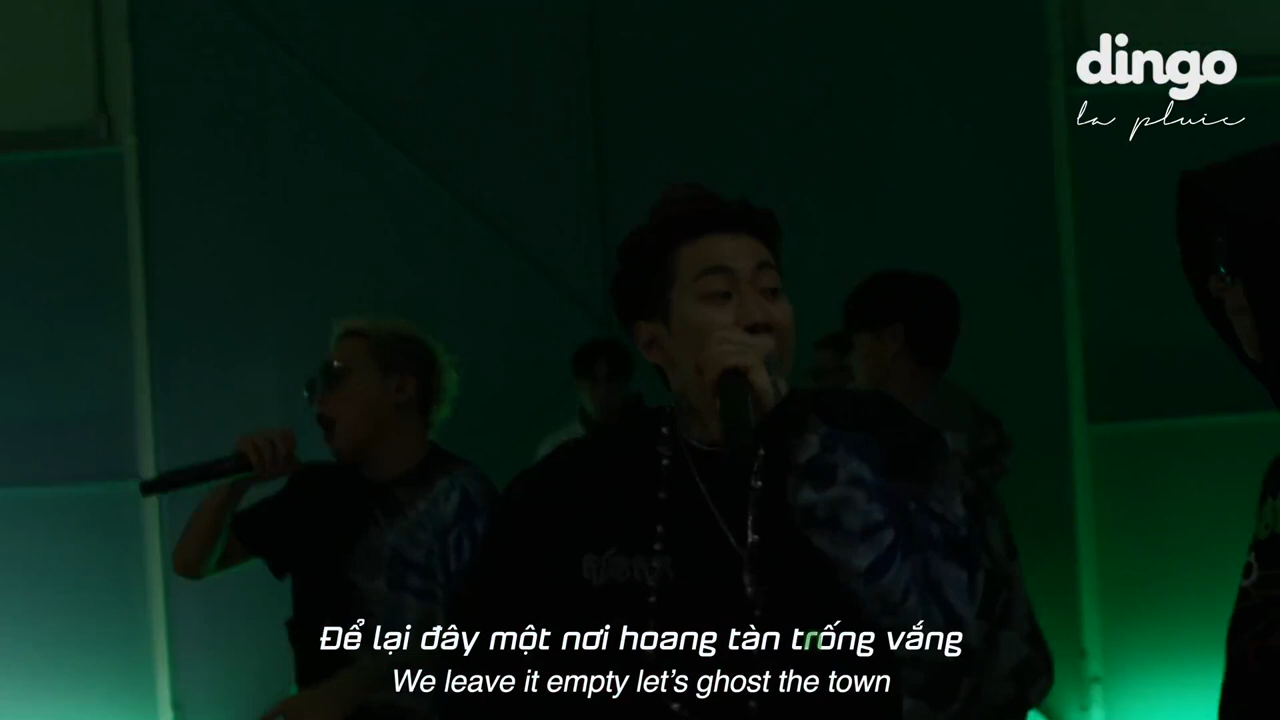 dingo
la pluie
Để lại đây một nơi hoang tàn trống vắng
We leave it empty let's ghost the town